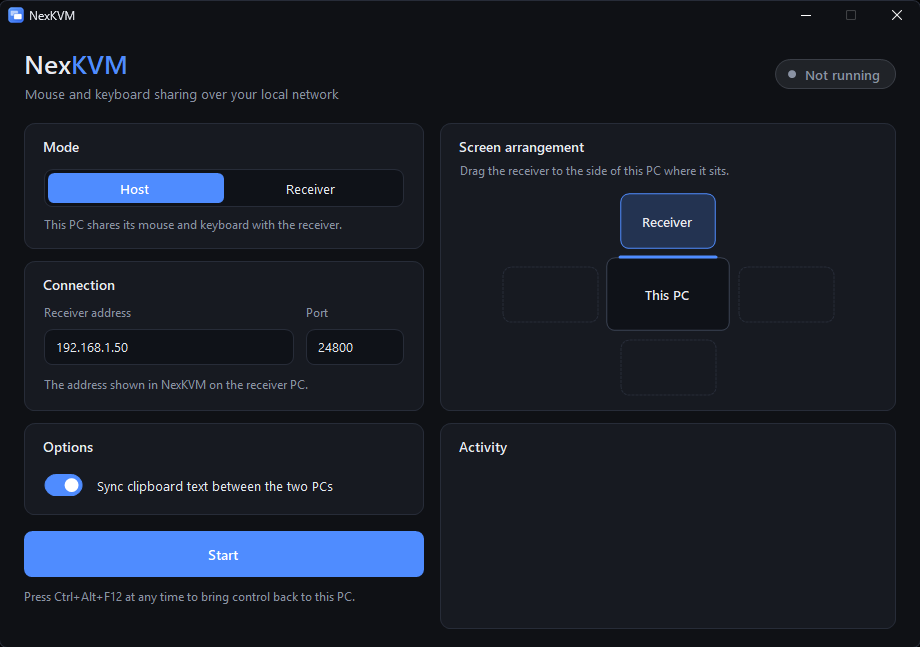 NexKVM
NexKVM
Mouse and keyboard sharing over your local network
Not running
Mode
Host
Receiver
This PC shares its mouse and keyboard with the receiver.
Connection
Receiver address
Port
192.168.1.50
24800
The address shown in NexKVM on the receiver PC.
Options
Sync clipboard text between the two PCs
Start
Press Ctrl+Alt+F12 at any time to bring control back to this PC.
Screen arrangement
Drag the receiver to the side of this PC where it sits.
Receiver
This PC
Activity